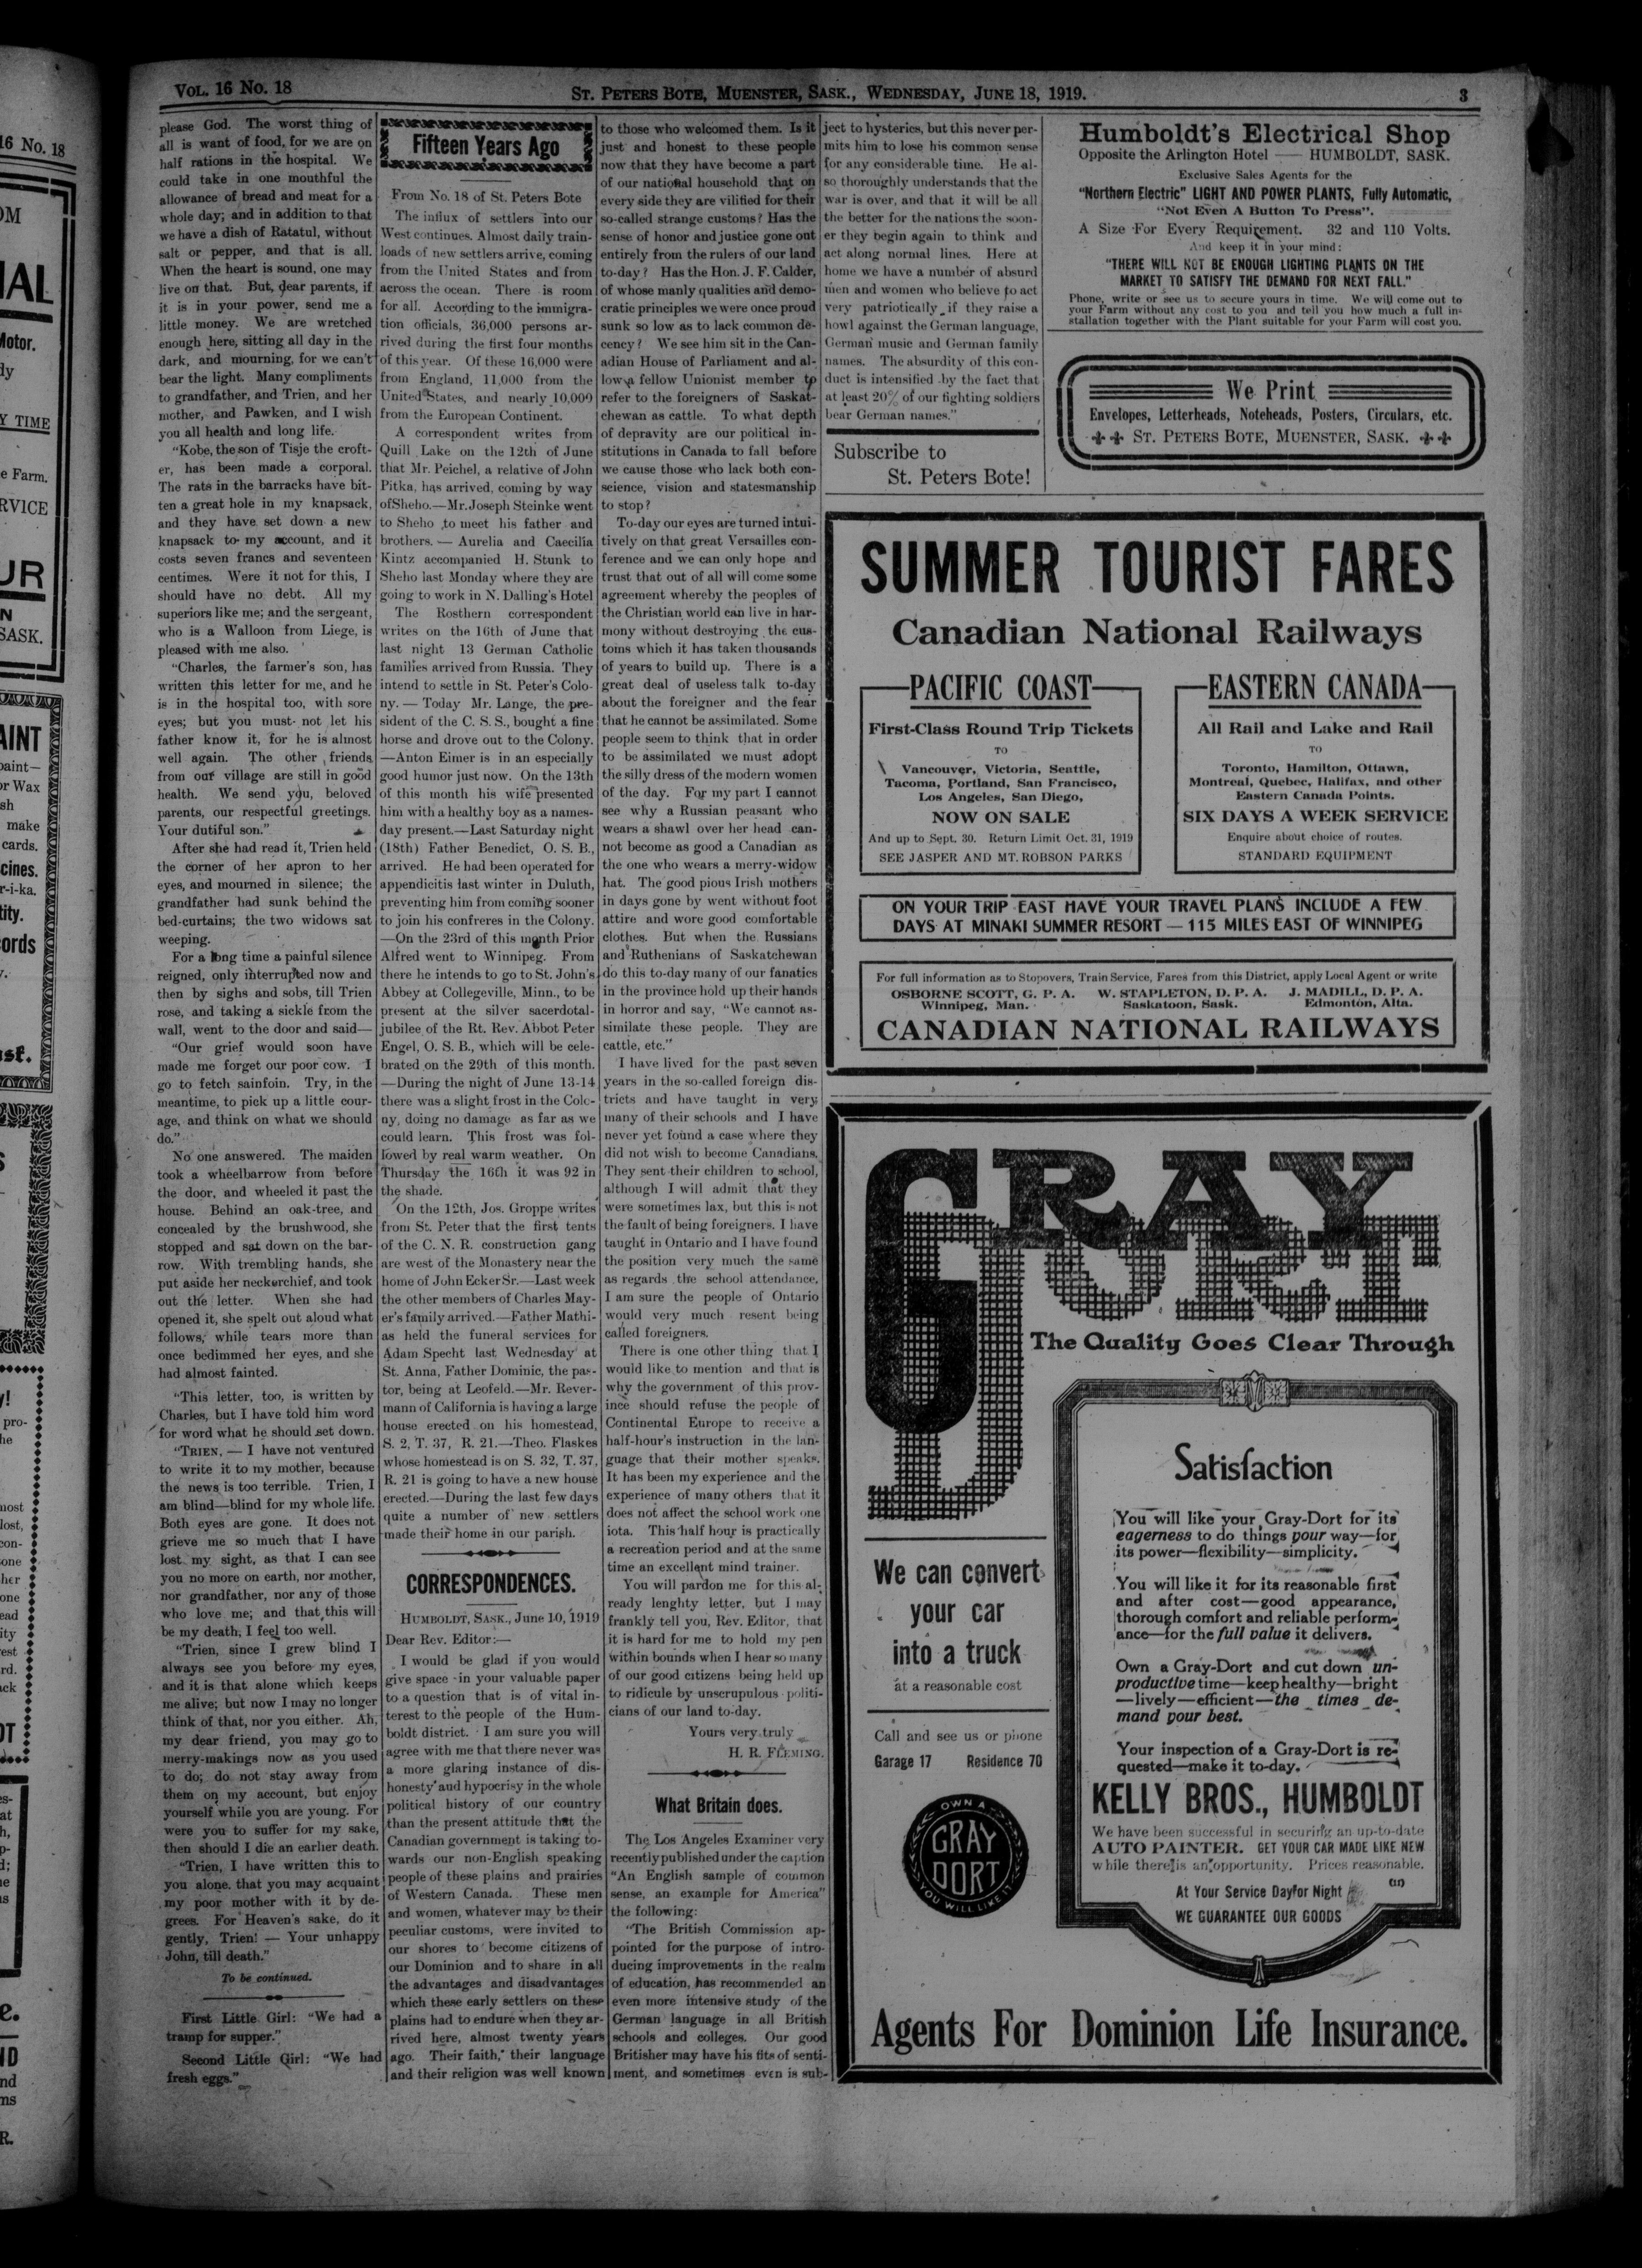 VOL. 16 No. 18
ST. PETERS BOTE, MUENSTER, SASK., WEDNESDAY, JUNE 18, 1919.
3
please God. The worst thing of
all is want of food, for we are on
half rations in the hospital. We
could take in one mouthful the
allowance of bread and meat for a
whole day; and in addition to that
we have a dish of Ratatul, without
salt or pepper, and that is all.
When the heart is sound, one may
live on that. But, dear parents, if
it is in your power, send me a
little money. We are wretched
enough here, sitting all day in the
dark, and mourning, for we can't
bear the light. Many compliments
to grandfather, and Trien, and her
mother, and Pawken, and I wish
you all health and long life.
"Kobe, the son of Tisje the croft-
er, has been made a corporal.
The rats in the barracks have bit-
ten a great hole in my knapsack,
and they have set down a new
knapsack to my account, and it
costs seven francs and seventeen
centimes. Were it not for this, I
should have no debt. All my
superiors like me; and the sergeant,
who is a Walloon from Liege, is
pleased with me also.
"Charles, the farmer's son, has
written this letter for me, and he
is in the hospital too, with sore
eyes; but you must not let his
father know it, for he is almost
well again. The other friends
from our village are still in good
health. We send you, beloved
parents, our respectful greetings.
Your dutiful son."
After she had read it, Trien held
the corner of her apron to her
eyes, and mourned in silence; the
grandfather had sunk behind the
bed-curtains; the two widows sat
weeping.
For a long time a painful silence
reigned, only interrupted now and
then by sighs and sobs, till Trien
rose, and taking a sickle from the
wall, went to the door and said—
"Our grief would soon have
made me forget our poor cow. I
go to fetch sainfoin. Try, in the
meantime, to pick up a little cour-
age, and think on what we should
do."
No one answered. The maiden
took a wheelbarrow from before
the door, and wheeled it past the
house. Behind an oak-tree, and
concealed by the brushwood, she
stopped and sat down on the bar-
row. With trembling hands, she
put aside her neckerchief, and took
out the letter. When she had
opened it, she spelt out aloud what
follows, while tears more than
once bedimmed her eyes, and she
had almost fainted.
"This letter, too, is written by
Charles, but I have told him word
for word what he should set down.
"TRIEN, — I have not ventured
to write it to my mother, because
the news is too terrible. Trien, I
am blind—blind for my whole life.
Both eyes are gone. It does not
grieve me so much that I have
lost my sight, as that I can see
you no more on earth, nor mother,
nor grandfather, nor any of those
who love me; and that this will
be my death, I feel too well.
"Trien, since I grew blind I
always see you before my eyes,
and it is that alone which keeps
me alive; but now I may no longer
think of that, nor you either. Ah,
my dear friend, you may go to
merry-makings now as you used
to do; do not stay away from
them on my account, but enjoy
yourself while you are young. For
were you to suffer for my sake,
then should I die an earlier death.
"Trien, I have written this to
you alone, that you may acquaint
my poor mother with it by de-
grees. For Heaven's sake, do it
gently, Trien! — Your unhappy
John, till death."
To be continued.
First Little Girl: "We had a
tramp for supper."
Second Little Girl: "We had
fresh eggs."
Fifteen Years Ago
From No. 18 of St. Peters Bote
The influx of settlers into our
West continues. Almost daily train-
loads of new settlers arrive, coming
from the United States and from
across the ocean. There is room
for all. According to the immigra-
tion officials, 36,000 persons ar-
rived during the first four months
of this year. Of these 16,000 were
from England, 11,000 from the
United States, and nearly 10,000
from the European Continent.
A correspondent writes from
Quill Lake on the 12th of June
that Mr. Peichel, a relative of John
Pitka, has arrived, coming by way
of Sheho.—Mr. Joseph Steinke went
to Sheho to meet his father and
brothers. — Aurelia and Caecilia
Kintz accompanied H. Stunk to
Sheho last Monday where they are
going to work in N. Dalling's Hotel
The Rosthern correspondent
writes on the 16th of June that
last night 13 German Catholic
families arrived from Russia. They
intend to settle in St. Peter's Colo-
ny. — Today Mr. Lange, the pre-
sident of the C. S. S., bought a fine
horse and drove out to the Colony.
—Anton Eimer is in an especially
good humor just now. On the 13th
of this month his wife presented
him with a healthy boy as a names-
day present.—Last Saturday night
(18th) Father Benedict, O. S. B.,
arrived. He had been operated for
appendicitis last winter in Duluth,
preventing him from coming sooner
to join his confreres in the Colony.
—On the 23rd of this month Prior
Alfred went to Winnipeg. From
there he intends to go to St. John's
Abbey at Collegeville, Minn., to be
present at the silver sacerdotal-
jubilee of the Rt. Rev. Abbot Peter
Engel, O. S. B., which will be cele-
brated on the 29th of this month.
—During the night of June 13-14
there was a slight frost in the Colo-
ny, doing no damage as far as we
could learn. This frost was fol-
lowed by real warm weather. On
Thursday the 16th it was 92 in
the shade.
On the 12th, Jos. Groppe writes
from St. Peter that the first tents
of the C. N. R. construction gang
are west of the Monastery near the
home of John Ecker Sr.—Last week
the other members of Charles May-
er's family arrived.—Father Mathi-
as held the funeral services for
Adam Specht last Wednesday at
St. Anna, Father Dominic, the pas-
tor, being at Leofeld.—Mr. Rever-
mann of California is having a large
house erected on his homestead,
S. 2, T. 37, R. 21.—Theo. Flaskes
whose homestead is on S. 32, T. 37,
R. 21 is going to have a new house
erected.—During the last few days
quite a number of new settlers
made their home in our parish.
CORRESPONDENCES.
HUMBOLDT, SASK., June 10, 1919
Dear Rev. Editor:—
I would be glad if you would
give space in your valuable paper
to a question that is of vital in-
terest to the people of the Hum-
boldt district. I am sure you will
agree with me that there never was
a more glaring instance of dis-
honesty and hypocrisy in the whole
political history of our country
than the present attitude that the
Canadian government is taking to-
wards our non-English speaking
people of these plains and prairies
of Western Canada. These men
and women, whatever may be their
peculiar customs, were invited to
our shores to become citizens of
our Dominion and to share in all
the advantages and disadvantages
which these early settlers on these
plains had to endure when they ar-
rived here, almost twenty years
ago. Their faith, their language
and their religion was well known
to those who welcomed them. Is it
just and honest to these people
now that they have become a part
of our national household that on
every side they are vilified for their
so-called strange customs? Has the
sense of honor and justice gone out
entirely from the rulers of our land
to-day? Has the Hon. J. F. Calder,
of whose manly qualities and demo-
cratic principles we were once proud
sunk so low as to lack common de-
cency? We see him sit in the Can-
adian House of Parliament and al-
low a fellow Unionist member to
refer to the foreigners of Saskat-
chewan as cattle. To what depth
of depravity are our political in-
stitutions in Canada to fall before
we cause those who lack both con-
science, vision and statesmanship
to stop?
To-day our eyes are turned intui-
tively on that great Versailles con-
ference and we can only hope and
trust that out of all will come some
agreement whereby the peoples of
the Christian world can live in har-
mony without destroying the cus-
toms which it has taken thousands
of years to build up. There is a
great deal of useless talk to-day
about the foreigner and the fear
that he cannot be assimilated. Some
people seem to think that in order
to be assimilated we must adopt
the silly dress of the modern women
of the day. For my part I cannot
see why a Russian peasant who
wears a shawl over her head can-
not become as good a Canadian as
the one who wears a merry-widow
hat. The good pious Irish mothers
in days gone by went without foot
attire and wore good comfortable
clothes. But when the Russians
and Ruthenians of Saskatchewan
do this to-day many of our fanatics
in the province hold up their hands
in horror and say, "We cannot as-
similate these people. They are
cattle, etc."
I have lived for the past seven
years in the so-called foreign dis-
tricts and have taught in very
many of their schools and I have
never yet found a case where they
did not wish to become Canadians.
They sent their children to school,
although I will admit that they
were sometimes lax, but this is not
the fault of being foreigners. I have
taught in Ontario and I have found
the position very much the same
as regards the school attendance.
I am sure the people of Ontario
would very much resent being
called foreigners.
There is one other thing that I
would like to mention and that is
why the government of this prov-
ince should refuse the people of
Continental Europe to receive a
half-hour's instruction in the lan-
guage that their mother speaks.
It has been my experience and the
experience of many others that it
does not affect the school work one
iota. This half hour is practically
a recreation period and at the same
time an excellent mind trainer.
You will pardon me for this al-
ready lenghty letter, but I may
frankly tell you, Rev. Editor, that
it is hard for me to hold my pen
within bounds when I hear so many
of our good citizens being held up
to ridicule by unscrupulous politi-
cians of our land to-day.
Yours very truly
H. R. FLEMING.
What Britain does.
The Los Angeles Examiner very
recently published under the caption
"An English sample of common
sense, an example for America"
the following:
"The British Commission ap-
pointed for the purpose of intro-
ducing improvements in the realm
of education, has recommended an
even more intensive study of the
German language in all British
schools and colleges. Our good
Britisher may have his fits of senti-
ment, and sometimes even is sub-
ject to hysterics, but this never per-
mits him to lose his common sense
for any considerable time. He al-
so thoroughly understands that the
war is over, and that it will be all
the better for the nations the soon-
er they begin again to think and
act along normal lines. Here at
home we have a number of absurd
men and women who believe to act
very patriotically if they raise a
howl against the German language,
German music and German family
names. The absurdity of this con-
duct is intensified by the fact that
at least 20% of our fighting soldiers
bear German names."
Subscribe to
St. Peters Bote!
Humboldt's Electrical Shop
Opposite the Arlington Hotel — HUMBOLDT, SASK.
Exclusive Sales Agents for the
"Northern Electric" LIGHT AND POWER PLANTS, Fully Automatic,
"Not Even A Button To Press".
A Size For Every Requirement. 32 and 110 Volts.
And keep it in your mind:
"THERE WILL NOT BE ENOUGH LIGHTING PLANTS ON THE
MARKET TO SATISFY THE DEMAND FOR NEXT FALL."
Phone, write or see us to secure yours in time. We will come out to
your Farm without any cost to you and tell you how much a full in-
stallation together with the Plant suitable for your Farm will cost you.
We Print
Envelopes, Letterheads, Noteheads, Posters, Circulars, etc.
ST. PETERS BOTE, MUENSTER, SASK.
SUMMER TOURIST FARES
Canadian National Railways
PACIFIC COAST
First-Class Round Trip Tickets
TO
Vancouver, Victoria, Seattle,
Tacoma, Portland, San Francisco,
Los Angeles, San Diego,
NOW ON SALE
And up to Sept. 30. Return Limit Oct. 31, 1919
SEE JASPER AND MT. ROBSON PARKS
EASTERN CANADA
All Rail and Lake and Rail
TO
Toronto, Hamilton, Ottawa,
Montreal, Quebec, Halifax, and other
Eastern Canada Points.
SIX DAYS A WEEK SERVICE
Enquire about choice of routes.
STANDARD EQUIPMENT
ON YOUR TRIP EAST HAVE YOUR TRAVEL PLANS INCLUDE A FEW
DAYS AT MINAKI SUMMER RESORT — 115 MILES EAST OF WINNIPEG
For full information as to Stopovers, Train Service, Fares from this District, apply Local Agent or write
OSBORNE SCOTT, G. P. A. W. STAPLETON, D. P. A. J. MADILL, D. P. A.
Winnipeg, Man. Saskatoon, Sask. Edmonton, Alta.
CANADIAN NATIONAL RAILWAYS
GRAY
DORT
The Quality Goes Clear Through
We can convert
your car
into a truck
at a reasonable cost
Call and see us or phone
Garage 17 Residence 70
OWN A
GRAY
DORT
YOU WILL LIKE IT
Satisfaction
You will like your Gray-Dort for its
eagerness to do things your way—for
its power—flexibility—simplicity.
You will like it for its reasonable first
and after cost—good appearance,
thorough comfort and reliable perform-
ance—for the full value it delivers.
Own a Gray-Dort and cut down un-
productive time—keep healthy—bright
—lively—efficient—the times de-
mand your best.
Your inspection of a Gray-Dort is re-
quested—make it to-day.
KELLY BROS., HUMBOLDT
We have been successful in securing an up-to-date
AUTO PAINTER. GET YOUR CAR MADE LIKE NEW
while there is an opportunity. Prices reasonable.
At Your Service Day or Night
WE GUARANTEE OUR GOODS
Agents For Dominion Life Insurance.